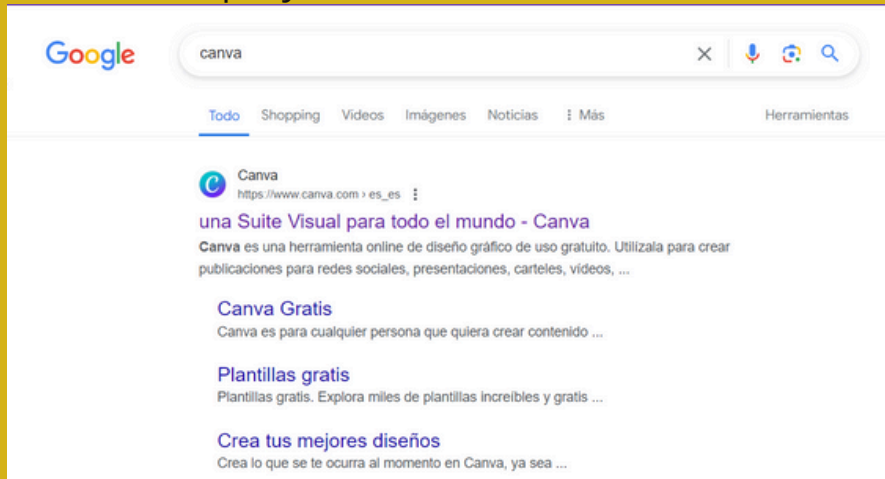 Google
canva
Todo Shopping Vídeos Imágenes Noticias Más Herramientas
Canva
https://www.canva.com › es_es
una Suite Visual para todo el mundo - Canva
Canva es una herramienta online de diseño gráfico de uso gratuito. Utilízala para crear
publicaciones para redes sociales, presentaciones, carteles, vídeos, ...
Canva Gratis
Canva es para cualquier persona que quiera crear contenido ...
Plantillas gratis
Plantillas gratis. Explora miles de plantillas increíbles y gratis ...
Crea tus mejores diseños
Crea lo que se te ocurra al momento en Canva, ya sea ...